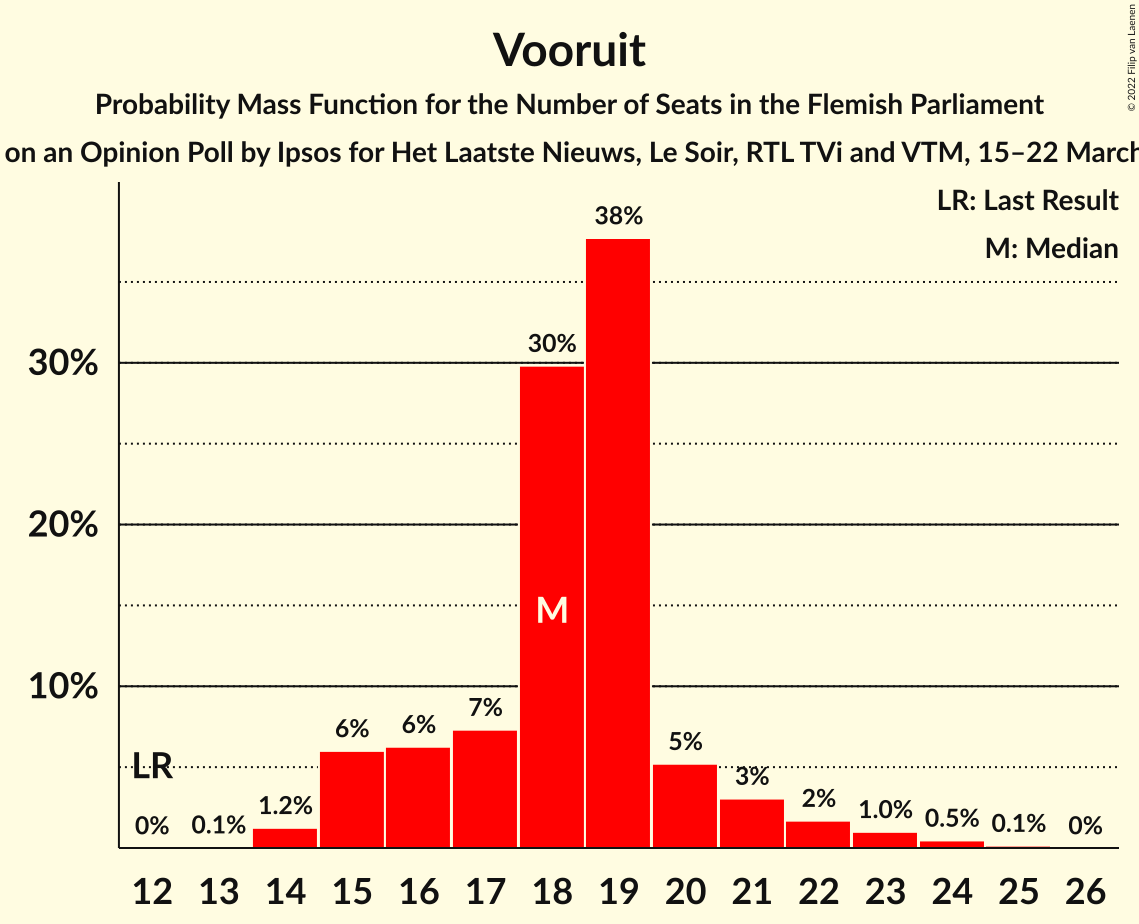 Vooruit
Probability Mass Function for the Number of Seats in the Flemish Parliament
on an Opinion Poll by Ipsos for Het Laatste Nieuws, Le Soir, RTL TVi and VTM, 15–22 March
© 2022 Filip van Laenen
LR: Last Result
M: Median
38%
30%
30%
20%
M
10%
7%
6%
6%
5%
3%
LR
2%
1.2%
1.0%
0.5%
0%
0.1%
0.1%
0%
12 13 14 15 16 17 18 19 20 21 22 23 24 25 26